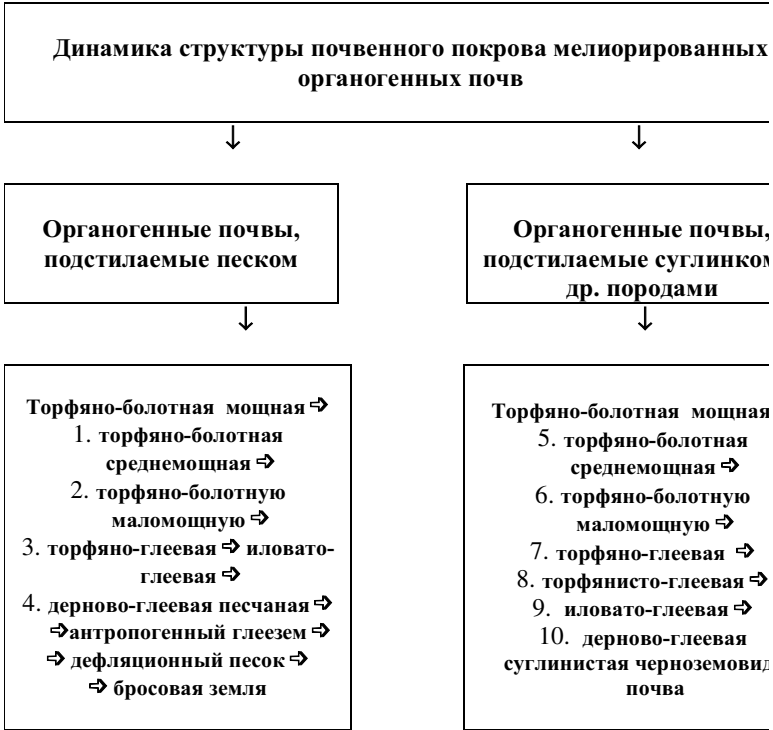 Динамика структуры почвенного покрова мелиорированных
органогенных почв
↓ ↓
Органогенные почвы,
подстилаемые песком
Органогенные почвы,
подстилаемые
др. породами
↓ ↓
Торфяно-болотная мощная ➩
1. торфяно-болотная
среднемощная ➩
2. торфяно-болотную
маломощную ➩
3. торфяно-глеевая ➩ иловато-
глеевая ➩
4. дерново-глеевая песчаная ➩
➩антропогенный глеезем ➩
➩ дефляционный песок ➩
➩ бросовая земля
Торфяно-болотная мощная
5. торфяно-болотная
среднемощная ➩
6. торфяно-болотную
маломощную ➩
7. торфяно-глеевая ➩
8. торфянисто-глеевая ➩
9. иловато-глеевая ➩
10. дерново-глеевая
суглинистая
почва